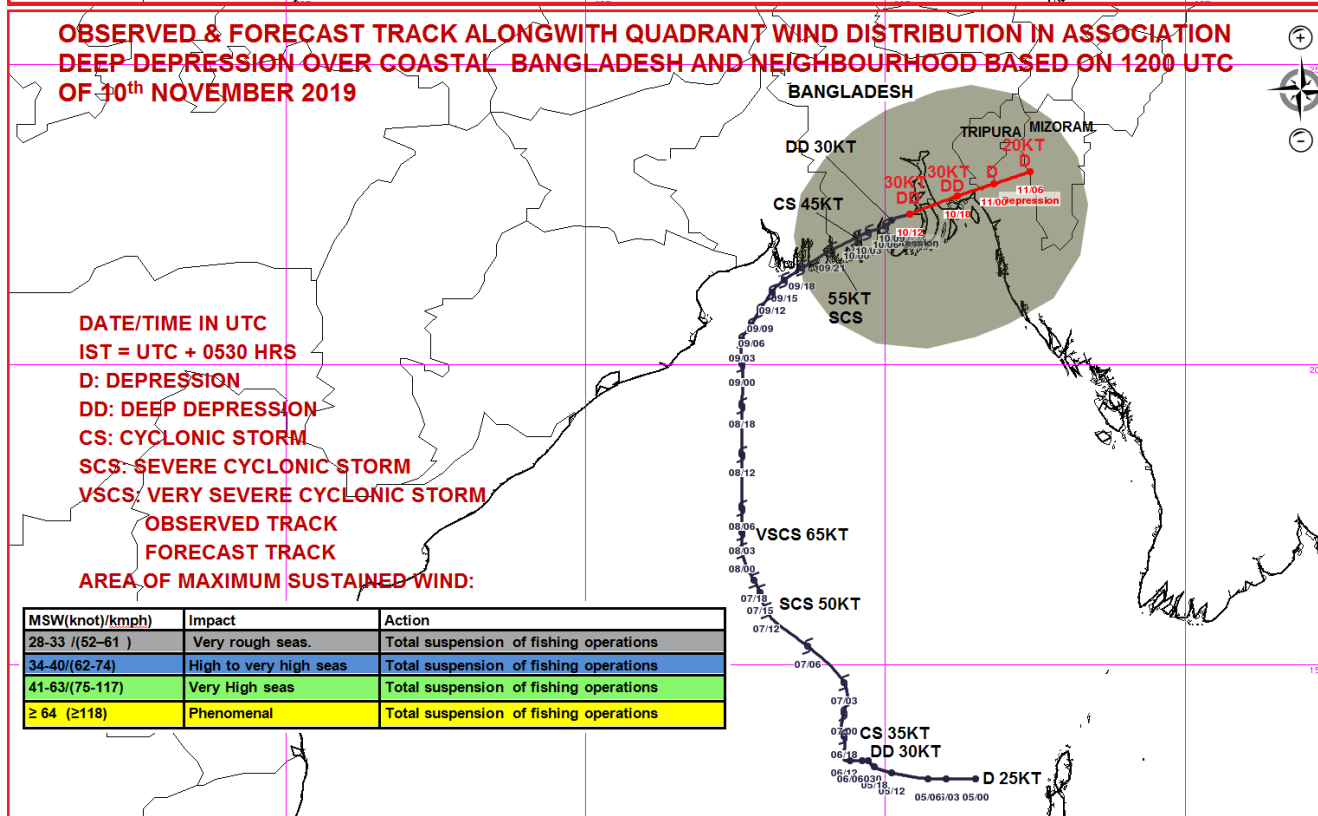 OBSERVED & FORECAST TRACK ALONGWITH QUADRANT WIND DISTRIBUTION IN ASSOCIATION
DEEP DEPRESSION OVER COASTAL BANGLADESH AND NEIGHBOURHOOD BASED ON 1200 UTC
OF 10th NOVEMBER 2019
BANGLADESH
TRIPURA
MIZORAM
DD 30KT
20KT
D
30KT
DD
D
30KT
DD
11/06
Depression
11/00
10/18
10/12
CS 45KT
10/09
10/03
10/00
09/21
09/18
55KT
SCS
09/15
09/12
09/09
09/06
09/03
09/00
08/18
08/12
08/06
VSCS 65KT
08/03
08/00
07/18
SCS 50KT
07/15
07/12
07/06
07/03
07/00
CS 35KT
06/18
DD 30KT
06/12
05/18
05/12
05/06
05/00
D 25KT
DATE/TIME IN UTC
IST = UTC + 0530 HRS
D: DEPRESSION
DD: DEEP DEPRESSION
CS: CYCLONIC STORM
SCS: SEVERE CYCLONIC STORM
VSCS: VERY SEVERE CYCLONIC STORM
OBSERVED TRACK
FORECAST TRACK
AREA OF MAXIMUM SUSTAINED WIND:
MSW(knot)/kmph) Impact Action
28-33 /(52–61 ) Very rough seas. Total suspension of fishing operations
34-40/(62-74) High to very high seas Total suspension of fishing operations
41-63/(75-117) Very High seas Total suspension of fishing operations
≥ 64 (≥118) Phenomenal Total suspension of fishing operations